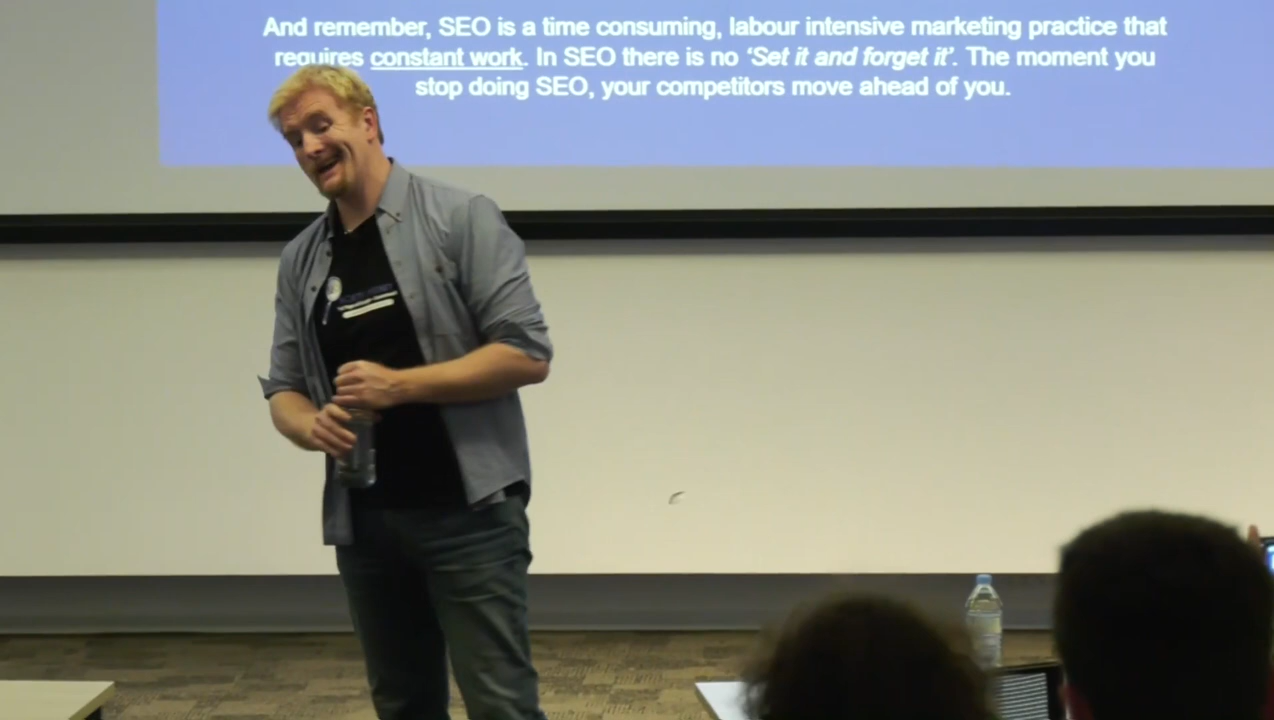 And remember, SEO is a time consuming, labour intensive marketing practice that
requires constant work. In SEO there is no ‘Set it and forget it’. The moment you
stop doing SEO, your competitors move ahead of you.